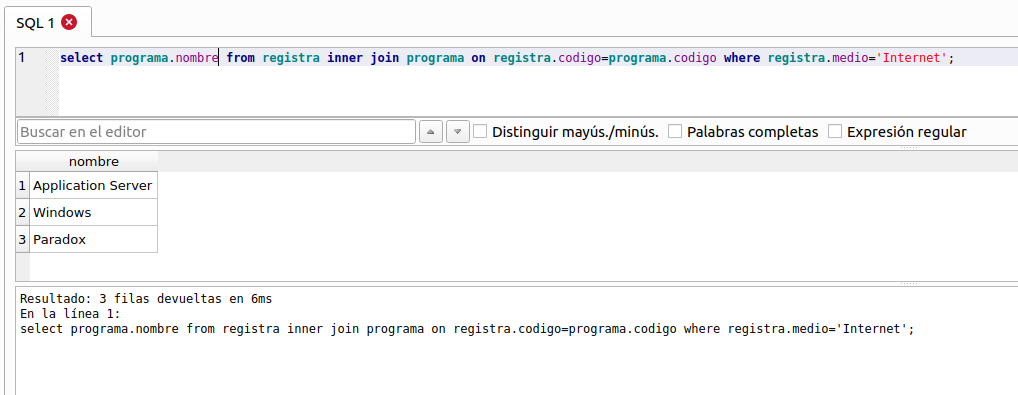 SQL 1
1 select programa.nombre from registra inner join programa on registra.codigo=programa.codigo where registra.medio='Internet';
Buscar en el editor Distinguir mayús./minús. Palabras completas Expresión regular
nombre
1 Application Server
2 Windows
3 Paradox
Resultado: 3 filas devueltas en 6ms
En la línea 1:
select programa.nombre from registra inner join programa on registra.codigo=programa.codigo where registra.medio='Internet';